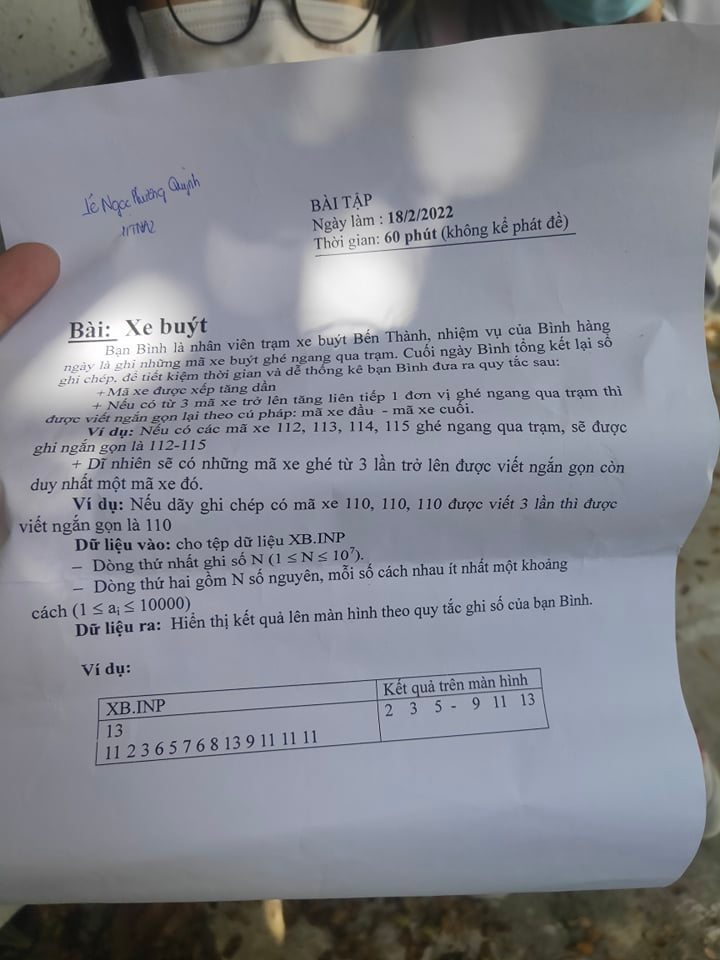 Lê Ngọc Phương Quỳnh
11TNA2
BÀI TẬP
Ngày làm : 18/2/2022
Thời gian: 60 phút (không kể phát đề)
Bài: Xe buýt
Bạn Bình là nhân viên trạm xe buýt Bến Thành, nhiệm vụ của Bình hàng
ngày là ghi những mã xe buýt ghé ngang qua trạm. Cuối ngày Bình tổng kết lại số
ghi chép, để tiết kiệm thời gian và dễ thống kê bạn Bình đưa ra quy tắc sau:
+ Mã xe được xếp tăng dần
+ Nếu có từ 3 mã xe trở lên tăng liên tiếp 1 đơn vị ghé ngang qua trạm thì
được viết ngắn gọn lại theo cú pháp: mã xe đầu - mã xe cuối.
Ví dụ: Nếu có các mã xe 112, 113, 114, 115 ghé ngang qua trạm, sẽ được
ghi ngắn gọn là 112-115
+ Dĩ nhiên sẽ có những mã xe ghé từ 3 lần trở lên được viết ngắn gọn còn
duy nhất một mã xe đó.
Ví dụ: Nếu dãy ghi chép có mã xe 110, 110, 110 được viết 3 lần thì được
viết ngắn gọn là 110
Dữ liệu vào: cho tệp dữ liệu XB.INP
– Dòng thứ nhất ghi số N (1 ≤ N ≤ 10⁷).
– Dòng thứ hai gồm N số nguyên, mỗi số cách nhau ít nhất một khoảng
cách (1 ≤ aᵢ ≤ 10000)
Dữ liệu ra: Hiển thị kết quả lên màn hình theo quy tắc ghi số của bạn Bình.
Ví dụ:
XB.INP Kết quả trên màn hình
13 2 3 5 - 9 11 13
11 2 3 6 5 7 6 8 13 9 11 11 11